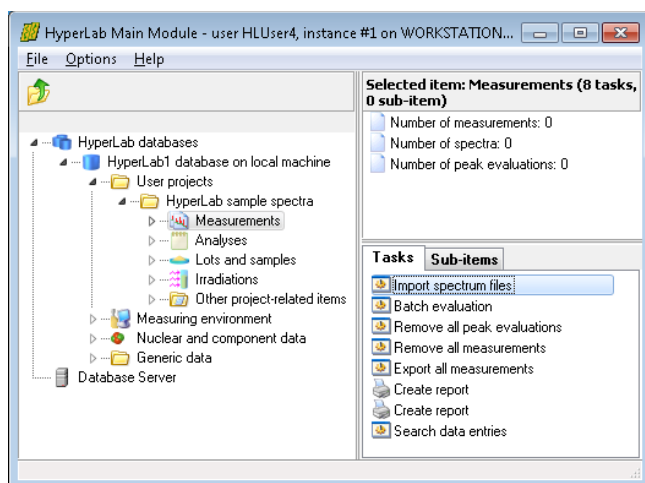 HyperLab Main Module - user HLUser4, instance #1 on WORKSTATION...
File Options Help
HyperLab databases
HyperLab1 database on local machine
User projects
HyperLab sample spectra
Measurements
Analyses
Lots and samples
Irradiations
Other project-related items
Measuring environment
Nuclear and component data
Generic data
Database Server
Selected item: Measurements (8 tasks,
0 sub-item)
Number of measurements: 0
Number of spectra: 0
Number of peak evaluations: 0
Tasks Sub-items
Import spectrum files
Batch evaluation
Remove all peak evaluations
Remove all measurements
Export all measurements
Create report
Create report
Search data entries